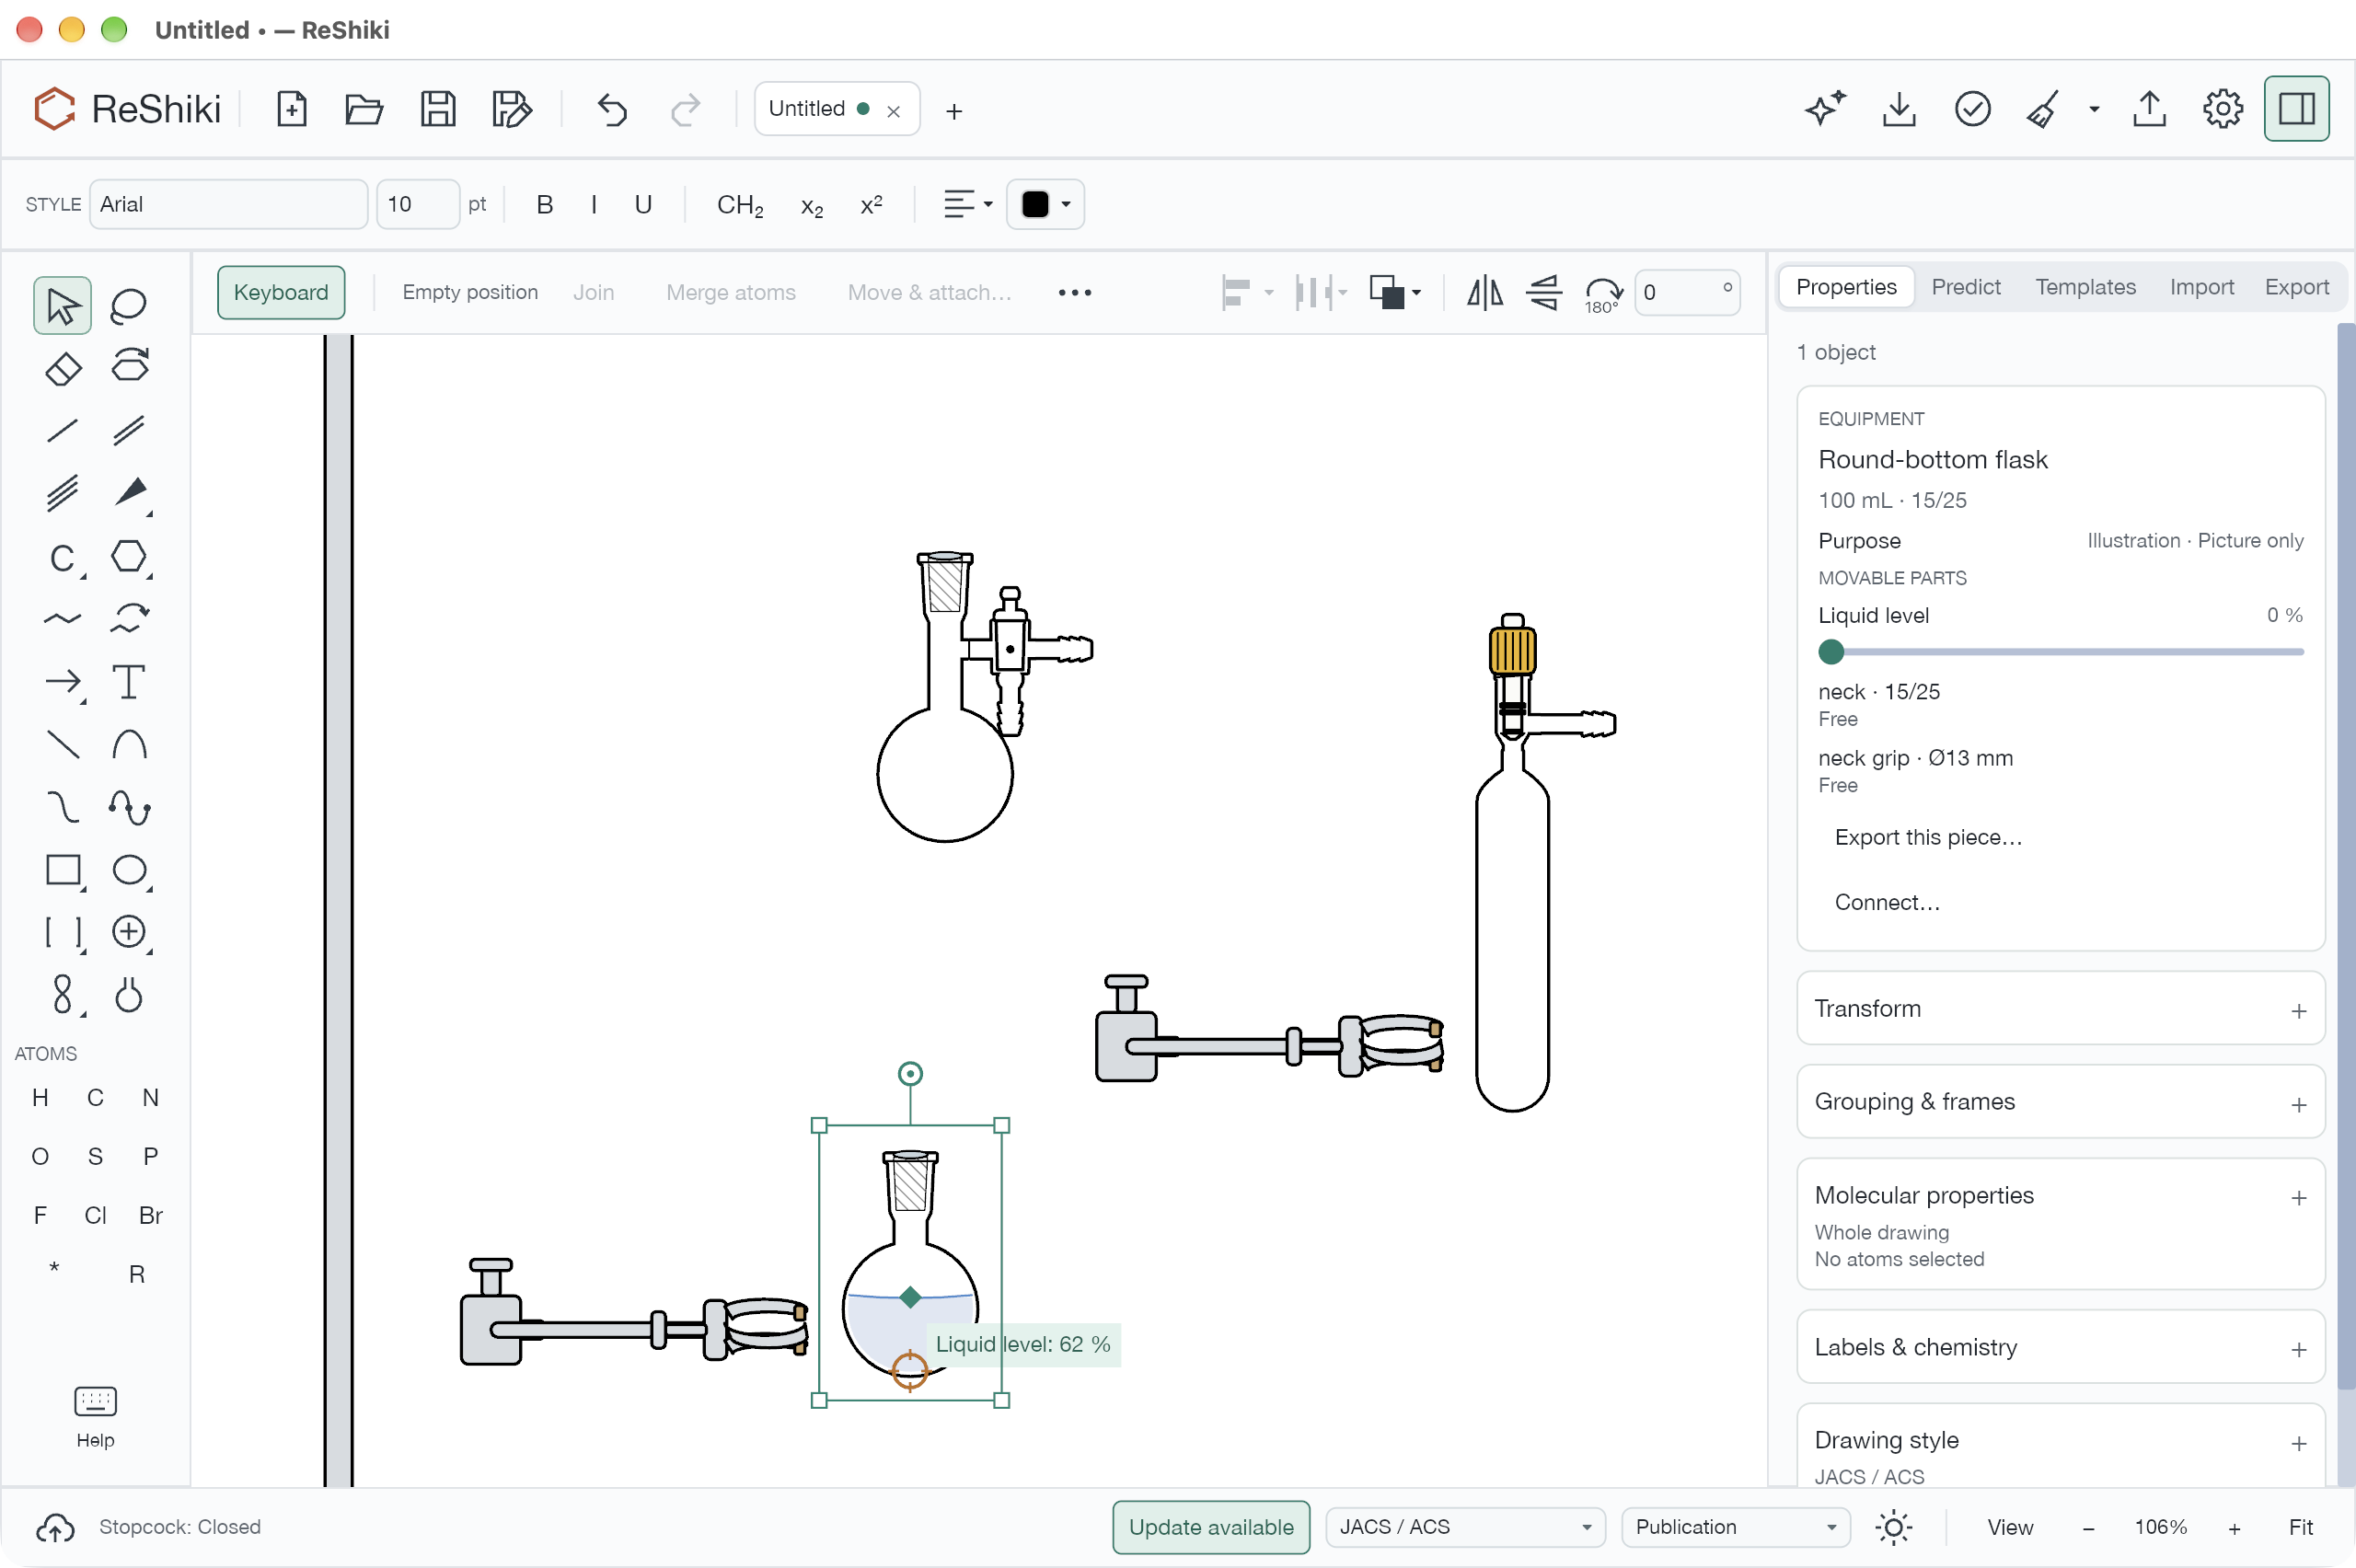 Untitled • — ReShiki
ReShiki
Untitled
STYLE Arial 10 pt B I U CH₂ x₂ x²
Keyboard Empty position Join Merge atoms Move & attach... 180° 0 °
Properties Predict Templates Import Export
1 object
EQUIPMENT
Round-bottom flask
100 mL · 15/25
Purpose Illustration · Picture only
MOVABLE PARTS
Liquid level 0 %
neck · 15/25
Free
neck grip · Ø13 mm
Free
Export this piece...
Connect...
Transform +
Grouping & frames +
Molecular properties +
Whole drawing
No atoms selected
Labels & chemistry +
Drawing style +
JACS / ACS
C
T
[ ]
ATOMS
H C N
O S P
F Cl Br
* R
Help
Liquid level: 62 %
Stopcock: Closed
Update available JACS / ACS Publication View – 106% + Fit